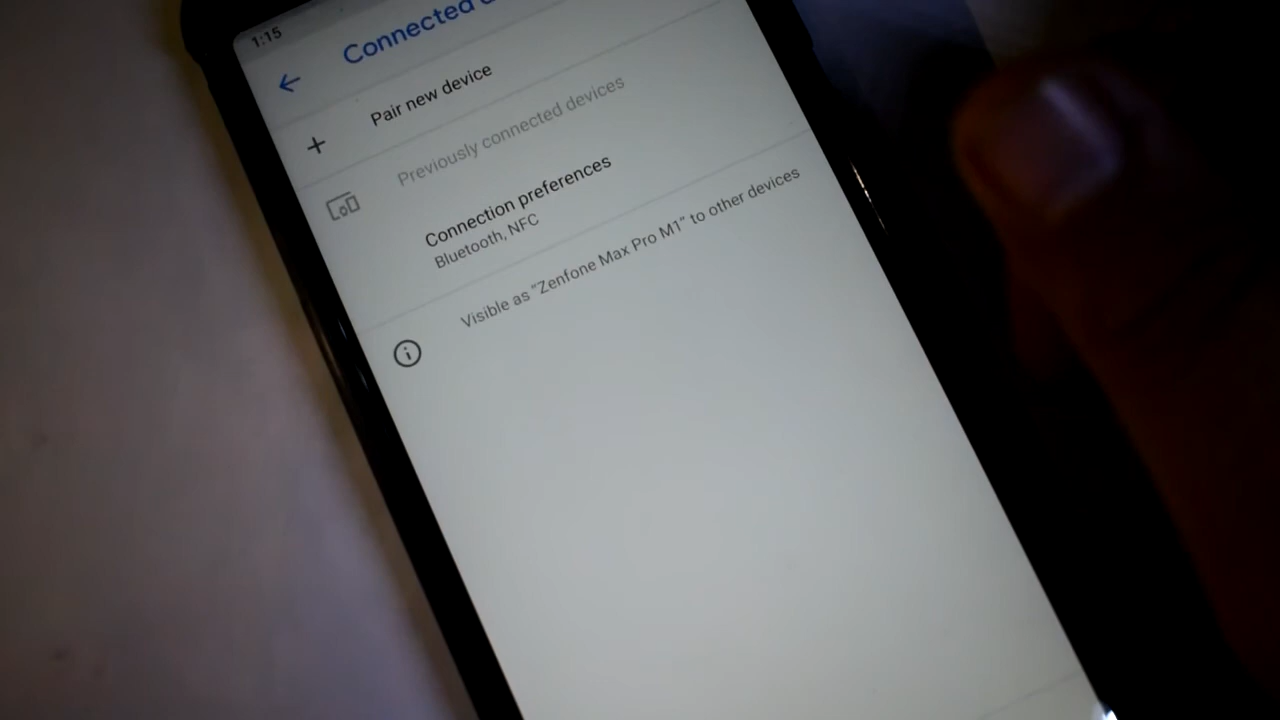 1:15
Connected
Pair new device
Previously connected devices
Connection preferences
Bluetooth, NFC
Visible as "Zenfone Max Pro M1" to other devices